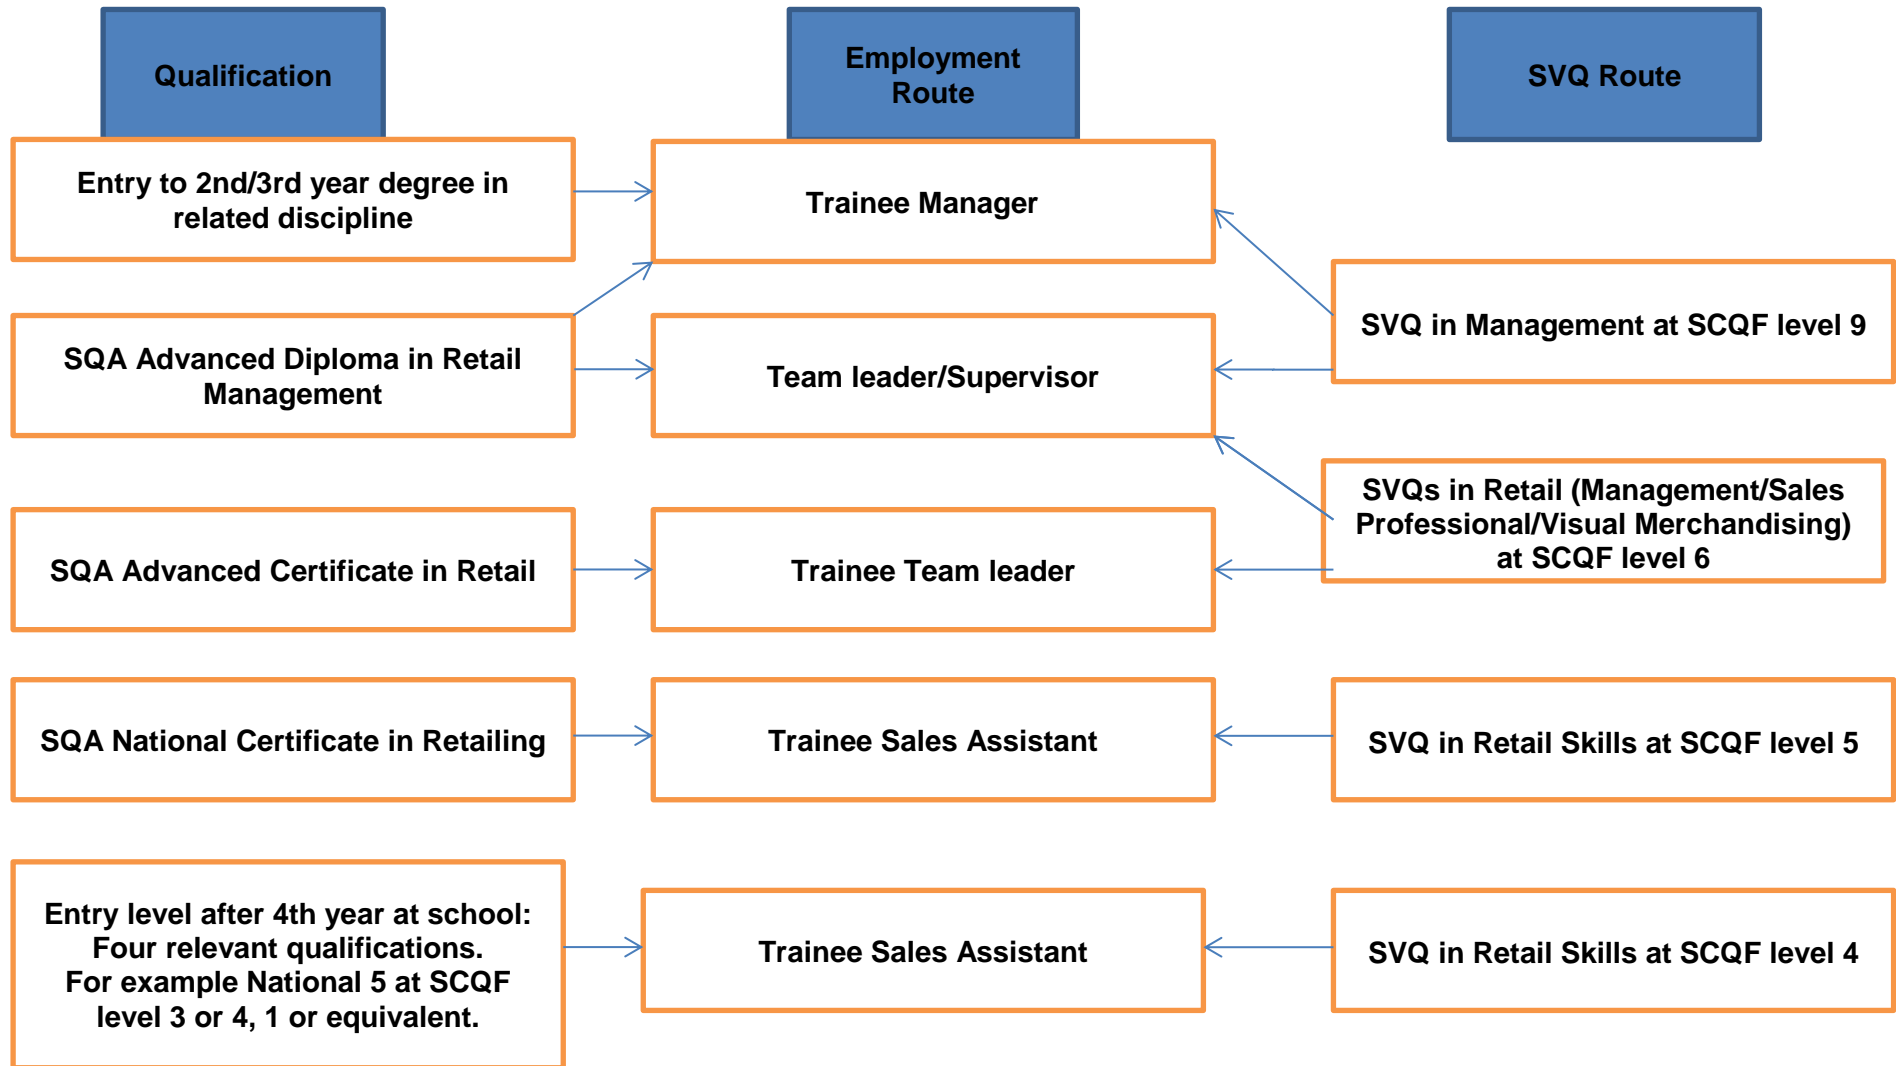 Qualification
Employment
Route
SVQ Route
Entry to 2nd/3rd year degree in
related discipline
Trainee Manager
SVQ in Management at SCQF level 9
SQA Advanced Diploma in Retail
Management
Team leader/Supervisor
SVQs in Retail (Management/Sales
Professional/Visual Merchandising)
at SCQF level 6
SQA Advanced Certificate in Retail
Trainee Team leader
SQA National Certificate in Retailing
Trainee Sales Assistant
SVQ in Retail Skills at SCQF level 5
Entry level after 4th year at school:
Four relevant qualifications.
For example National 5 at SCQF
level 3 or 4, 1 or equivalent.
Trainee Sales Assistant
SVQ in Retail Skills at SCQF level 4